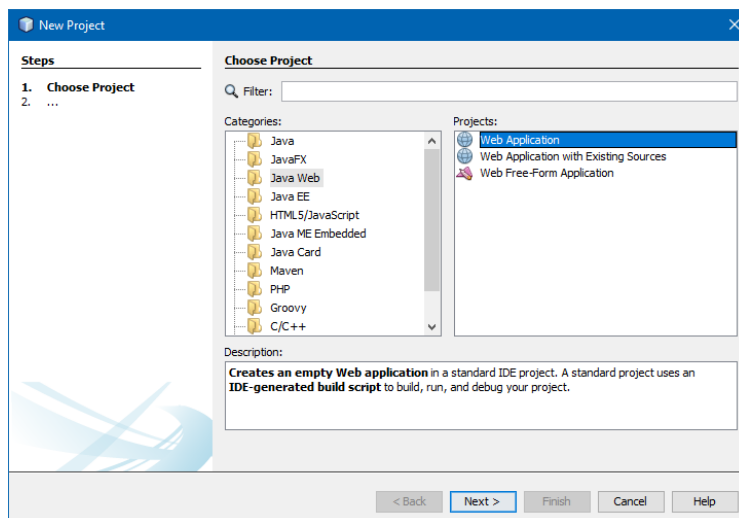 New Project
Steps
1. Choose Project
2. ...
Choose Project
Filter:
Categories:
Java
JavaFX
Java Web
Java EE
HTML5/JavaScript
Java ME Embedded
Java Card
Maven
PHP
Groovy
C/C++
Projects:
Web Application
Web Application with Existing Sources
Web Free-Form Application
Description:
Creates an empty Web application in a standard IDE project. A standard project uses an
IDE-generated build script to build, run, and debug your project.
< Back Next > Finish Cancel Help